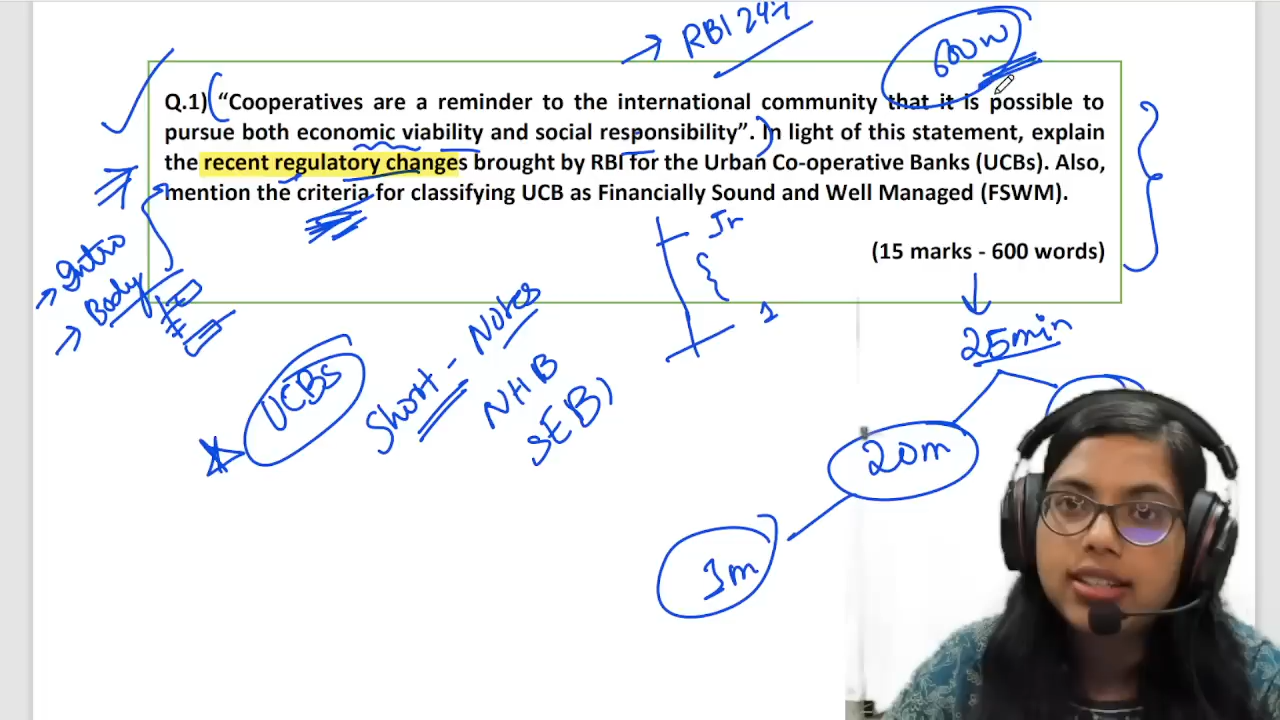 → RBI 24x7
600w
Q.1) “Cooperatives are a reminder to the international community that it is possible to
pursue both economic viability and social responsibility”. In light of this statement, explain
the recent regulatory changes brought by RBI for the Urban Co-operative Banks (UCBs). Also,
mention the criteria for classifying UCB as Financially Sound and Well Managed (FSWM).
(15 marks - 600 words)
→ Intro
→ Body
UCBs
Short - Notes
NHB
SEBI
25min
20m
3m